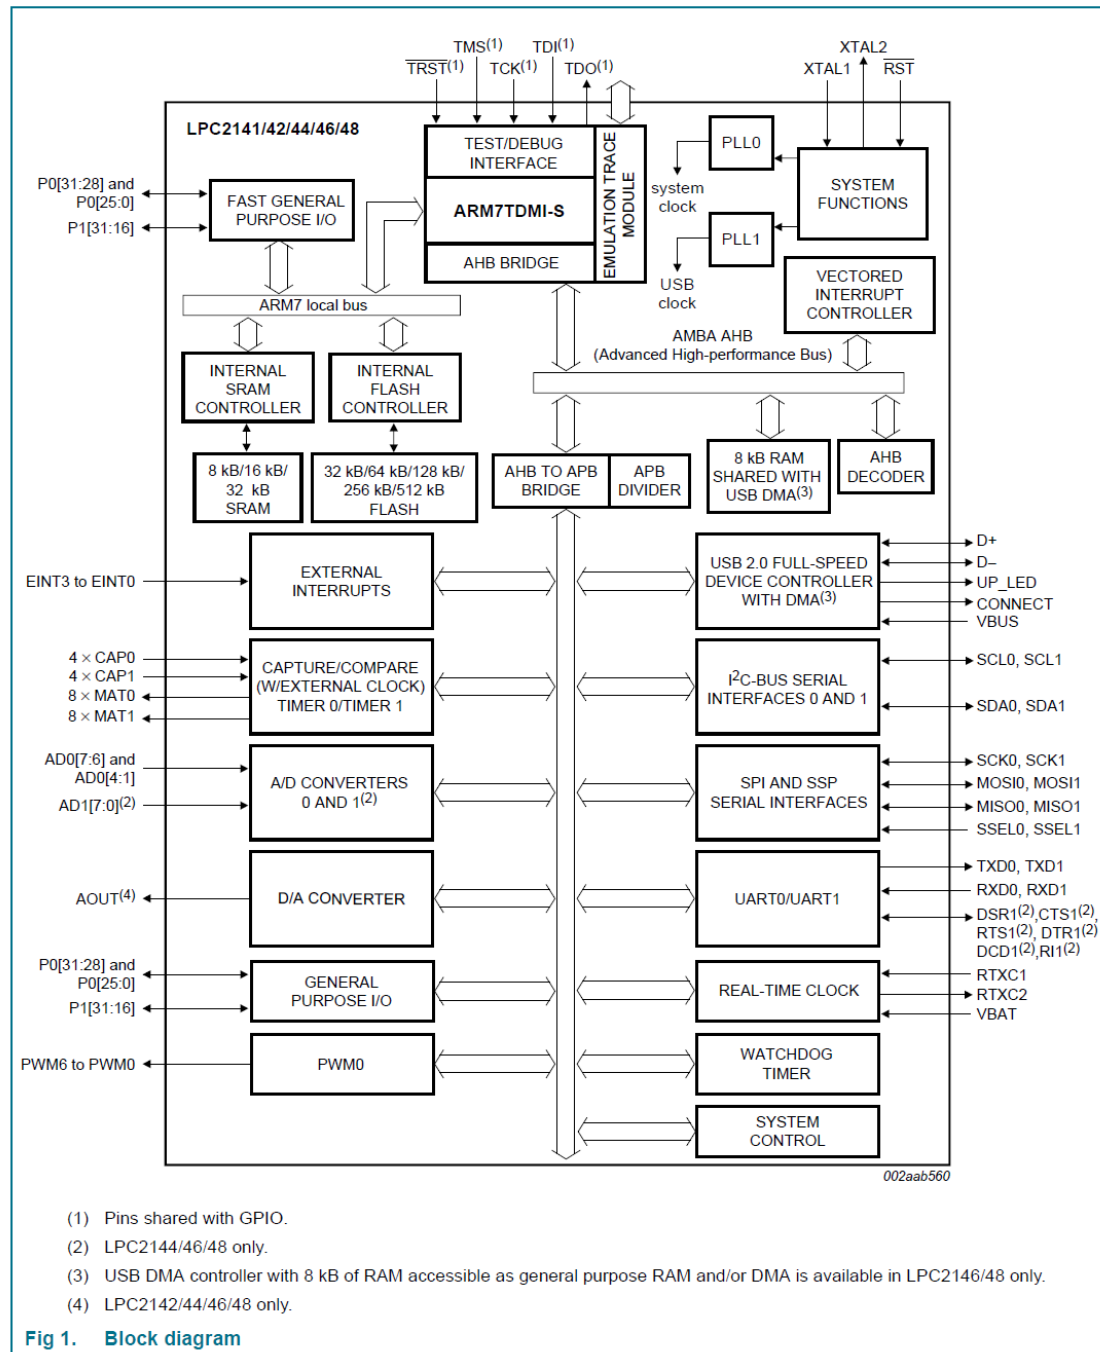 TMS(1)
TDI(1)
XTAL2
TRST(1)
TCK(1)
TDO(1)
XTAL1
RST
LPC2141/42/44/46/48
TEST/DEBUG
INTERFACE
ARM7TDMI-S
AHB BRIDGE
EMULATION TRACE
MODULE
PLL0
system
clock
PLL1
USB
clock
SYSTEM
FUNCTIONS
P0[31:28] and
P0[25:0]
P1[31:16]
FAST GENERAL
PURPOSE I/O
VECTORED
INTERRUPT
CONTROLLER
ARM7 local bus
AMBA AHB
(Advanced High-performance Bus)
INTERNAL
SRAM
CONTROLLER
INTERNAL
FLASH
CONTROLLER
8 kB/16 kB/
32 kB
SRAM
32 kB/64 kB/128 kB/
256 kB/512 kB
FLASH
AHB TO APB
BRIDGE
APB
DIVIDER
8 kB RAM
SHARED WITH
USB DMA(3)
AHB
DECODER
EINT3 to EINT0
EXTERNAL
INTERRUPTS
USB 2.0 FULL-SPEED
DEVICE CONTROLLER
WITH DMA(3)
D+
D–
UP_LED
CONNECT
VBUS
4 × CAP0
4 × CAP1
8 × MAT0
8 × MAT1
CAPTURE/COMPARE
(W/EXTERNAL CLOCK)
TIMER 0/TIMER 1
I2C-BUS SERIAL
INTERFACES 0 AND 1
SCL0, SCL1
SDA0, SDA1
AD0[7:6] and
AD0[4:1]
AD1[7:0](2)
A/D CONVERTERS
0 AND 1(2)
SPI AND SSP
SERIAL INTERFACES
SCK0, SCK1
MOSI0, MOSI1
MISO0, MISO1
SSEL0, SSEL1
AOUT(4)
D/A CONVERTER
UART0/UART1
TXD0, TXD1
RXD0, RXD1
DSR1(2),CTS1(2),
RTS1(2), DTR1(2)
DCD1(2),RI1(2)
P0[31:28] and
P0[25:0]
P1[31:16]
GENERAL
PURPOSE I/O
REAL-TIME CLOCK
RTXC1
RTXC2
VBAT
PWM6 to PWM0
PWM0
WATCHDOG
TIMER
SYSTEM
CONTROL
002aab560
(1) Pins shared with GPIO.
(2) LPC2144/46/48 only.
(3) USB DMA controller with 8 kB of RAM accessible as general purpose RAM and/or DMA is available in LPC2146/48 only.
(4) LPC2142/44/46/48 only.
Fig 1. Block diagram